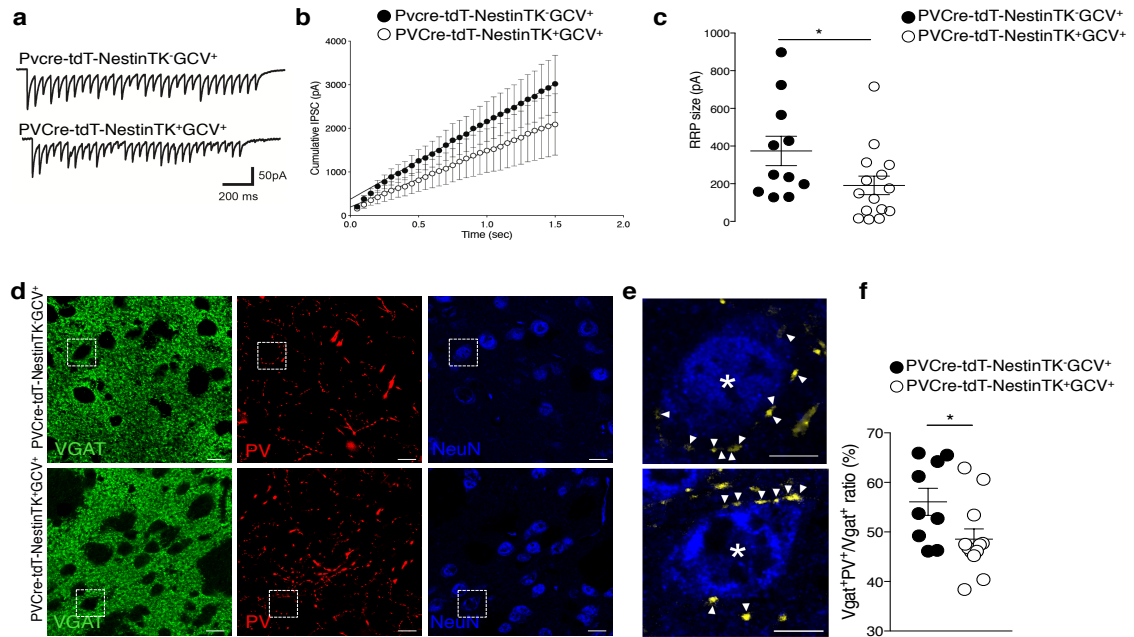 a
Pvcre-tdT-NestinTK⁻GCV⁺
PVCre-tdT-NestinTK⁺GCV⁺
50pA
200 ms
b
Pvcre-tdT-NestinTK⁻GCV⁺
PVCre-tdT-NestinTK⁺GCV⁺
Cumulative IPSC (pA)
4000
3000
2000
1000
0
0.0
0.5
1.0
1.5
2.0
Time (sec)
c
PVCre-tdT-NestinTK⁻GCV⁺
PVCre-tdT-NestinTK⁺GCV⁺
*
RRP size (pA)
1000
800
600
400
200
0
d
PVCre-tdT-NestinTK⁻GCV⁺
VGAT
PV
NeuN
PVCre-tdT-NestinTK⁺GCV⁺
VGAT
PV
NeuN
e
*
*
f
PVCre-tdT-NestinTK⁻GCV⁺
PVCre-tdT-NestinTK⁺GCV⁺
*
Vgat⁺PV⁺/Vgat⁺ ratio (%)
70
60
50
40
30